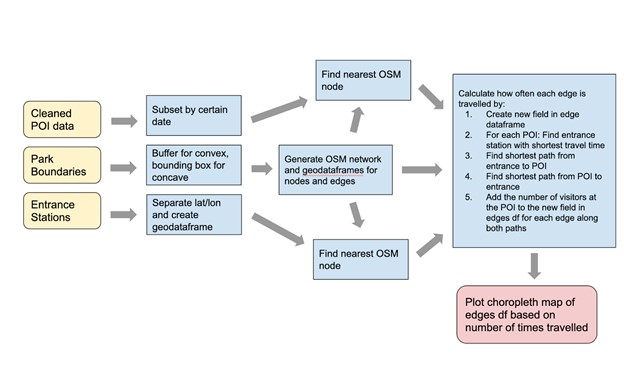 Cleaned
POI data
Park
Boundaries
Entrance
Stations
Subset by certain
date
Buffer for convex,
bounding box for
concave
Separate lat/lon
and create
geodataframe
Find nearest OSM
node
Generate OSM network
and geodataframes for
nodes and edges
Find nearest OSM
node
Calculate how often each edge is
travelled by:
1. Create new field in edge
dataframe
2. For each POI: Find entrance
station with shortest travel time
3. Find shortest path from
entrance to POI
4. Find shortest path from POI to
entrance
5. Add the number of visitors at
the POI to the new field in
edges df for each edge along
both paths
Plot choropleth map of
edges df based on
number of times travelled